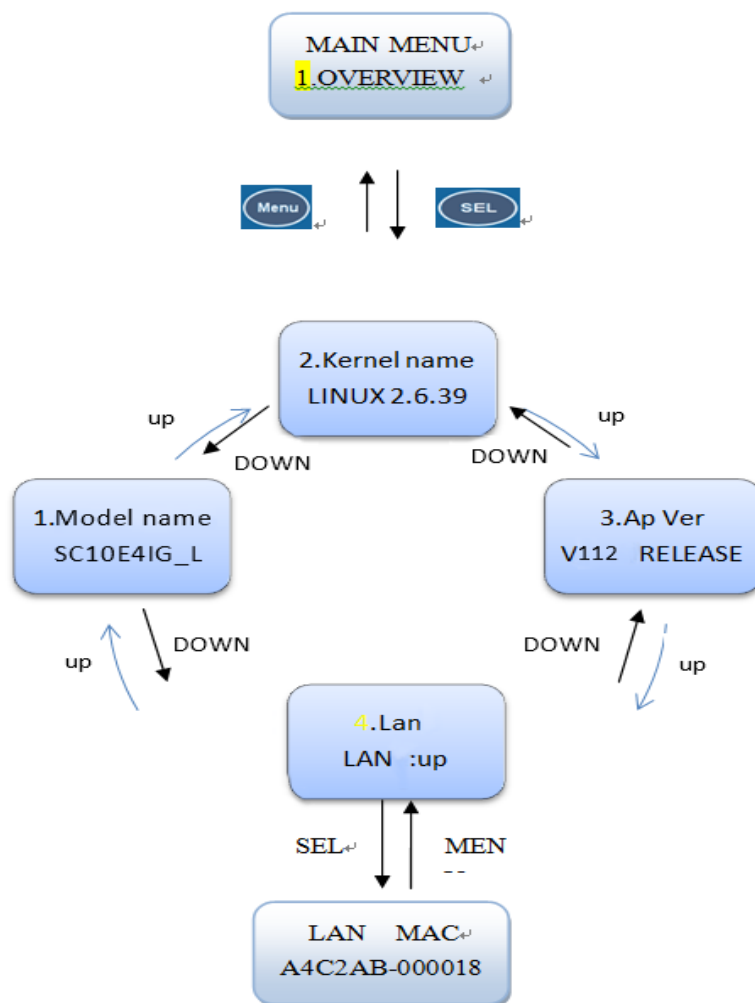 MAIN MENU
1.OVERVIEW
Menu
SEL
2.Kernel name
LINUX 2.6.39
up
DOWN
DOWN
up
1.Model name
SC10E4IG_L
3.Ap Ver
V112 RELEASE
up
DOWN
DOWN
up
4.Lan
LAN :up
SEL
MEN
LAN MAC
A4C2AB-000018